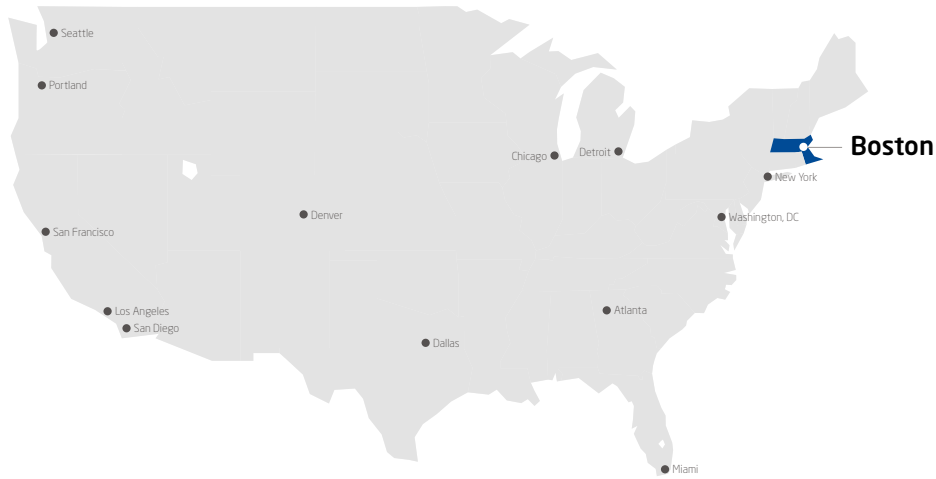 Seattle
Portland
Boston
Chicago
Detroit
New York
Denver
Washington, DC
San Francisco
Los Angeles
Atlanta
San Diego
Dallas
Miami